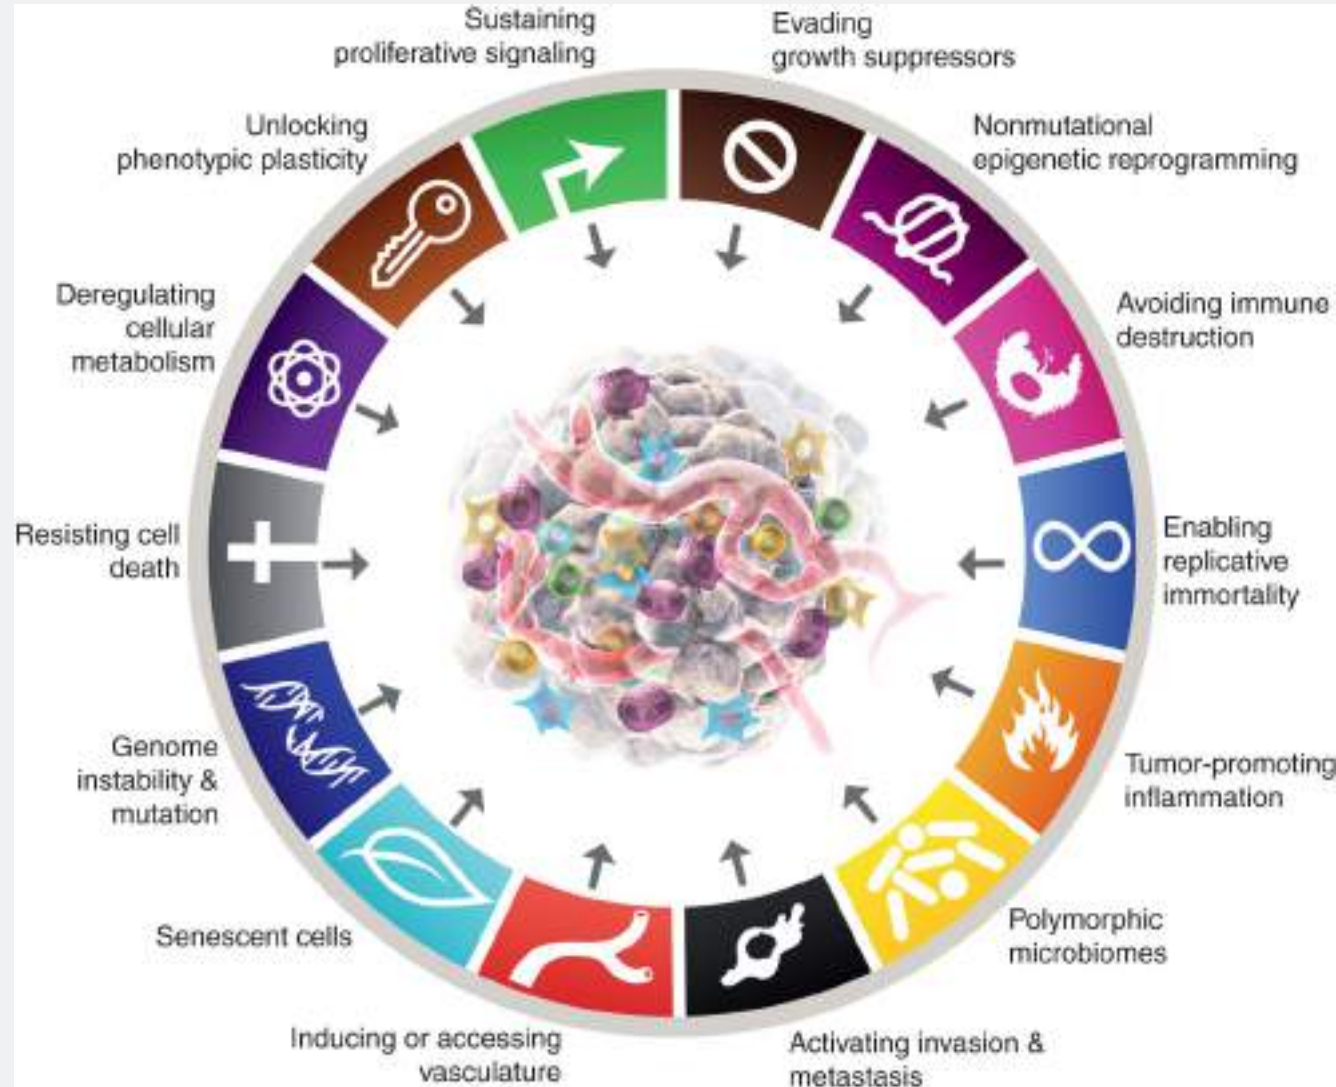 Sustaining
proliferative signaling
Evading
growth suppressors
Nonmutational
epigenetic reprogramming
Avoiding immune
destruction
Enabling
replicative
immortality
Tumor-promoting
inflammation
Polymorphic
microbiomes
Activating invasion &
metastasis
Inducing or accessing
vasculature
Senescent cells
Genome
instability &
mutation
Resisting cell
death
Deregulating
cellular
metabolism
Unlocking
phenotypic plasticity